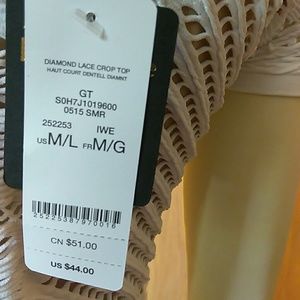 DIAMOND LACE CROP TOP
HAUT COURT DENTELL DIAMNT
GT
S0H7J1019600
0515 SMR
252253 IWE
US M/L FR M/G
25225387970016
CN $51.00
US $44.00